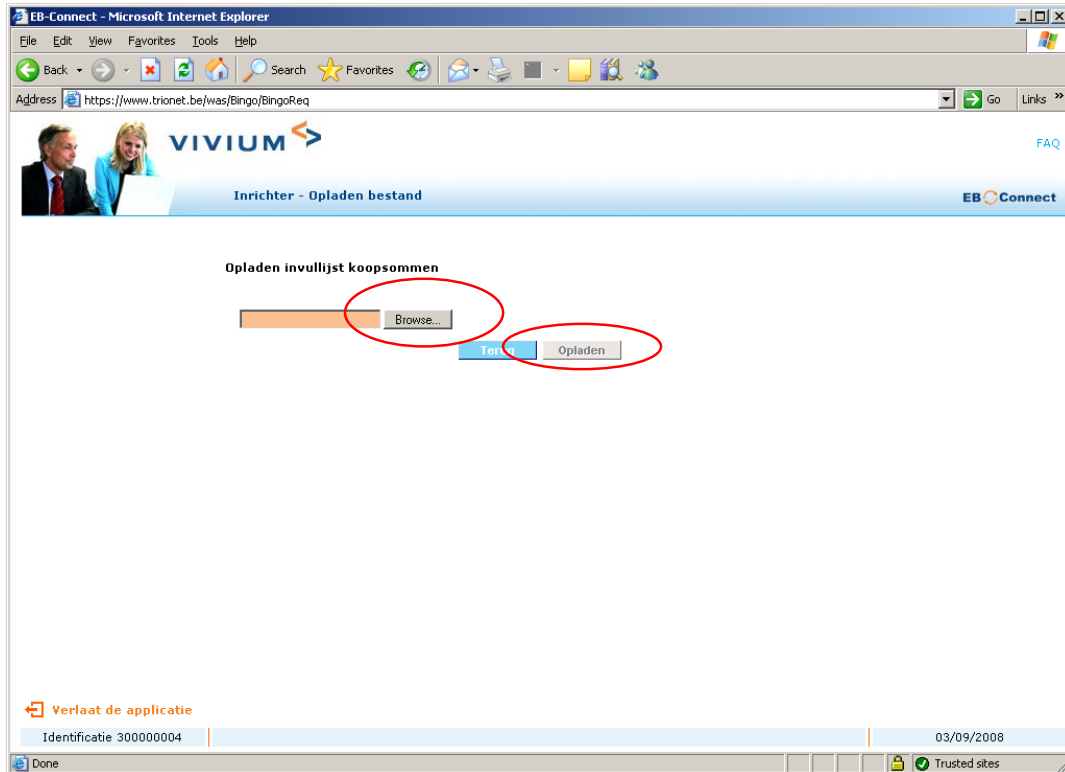 EB-Connect - Microsoft Internet Explorer
File Edit View Favorites Tools Help
Back Search Favorites
Address https://www.trionet.be/was/Bingo/BingoReq Go Links »
VIVIUM
FAQ
Inrichter - Opladen bestand EB Connect
Opladen invullijst koopsommen
Browse...
Terug Opladen
Verlaat de applicatie
Identificatie 300000004 03/09/2008
Done Trusted sites